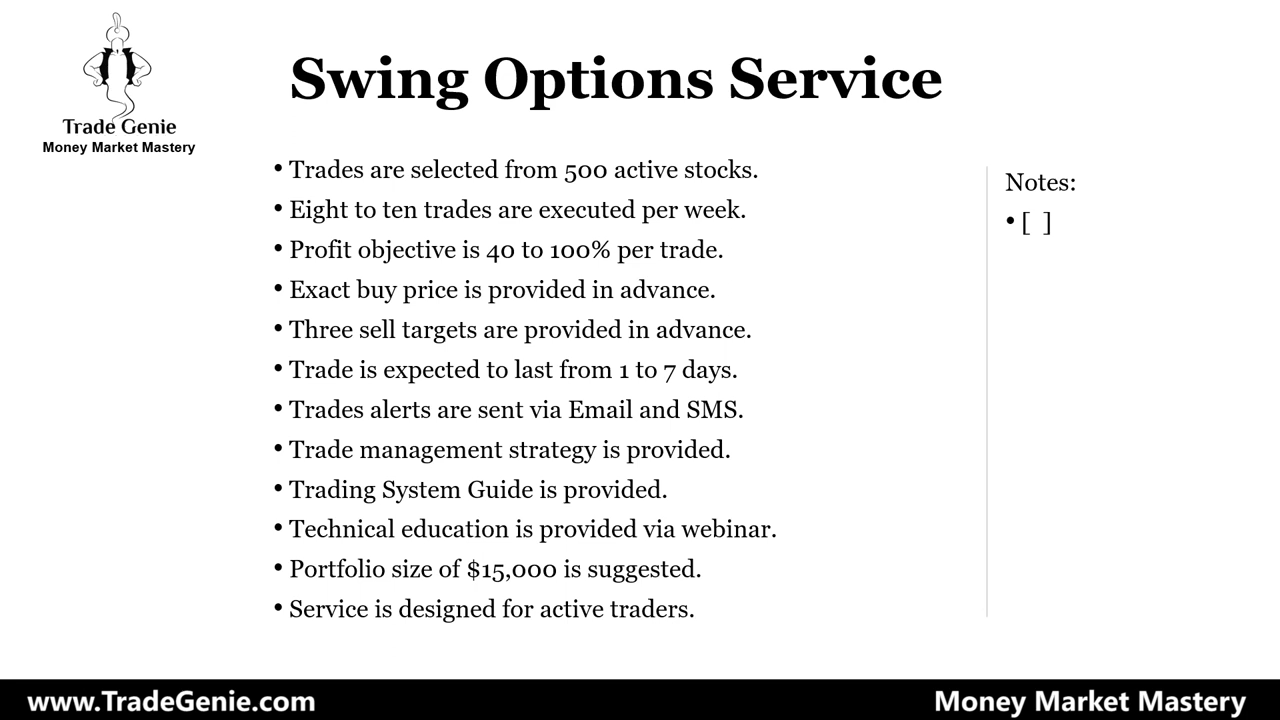 Trade Genie
Money Market Mastery
Swing Options Service
• Trades are selected from 500 active stocks.
• Eight to ten trades are executed per week.
• Profit objective is 40 to 100% per trade.
• Exact buy price is provided in advance.
• Three sell targets are provided in advance.
• Trade is expected to last from 1 to 7 days.
• Trades alerts are sent via Email and SMS.
• Trade management strategy is provided.
• Trading System Guide is provided.
• Technical education is provided via webinar.
• Portfolio size of $15,000 is suggested.
• Service is designed for active traders.
Notes:
• [ ]
www.TradeGenie.com
Money Market Mastery